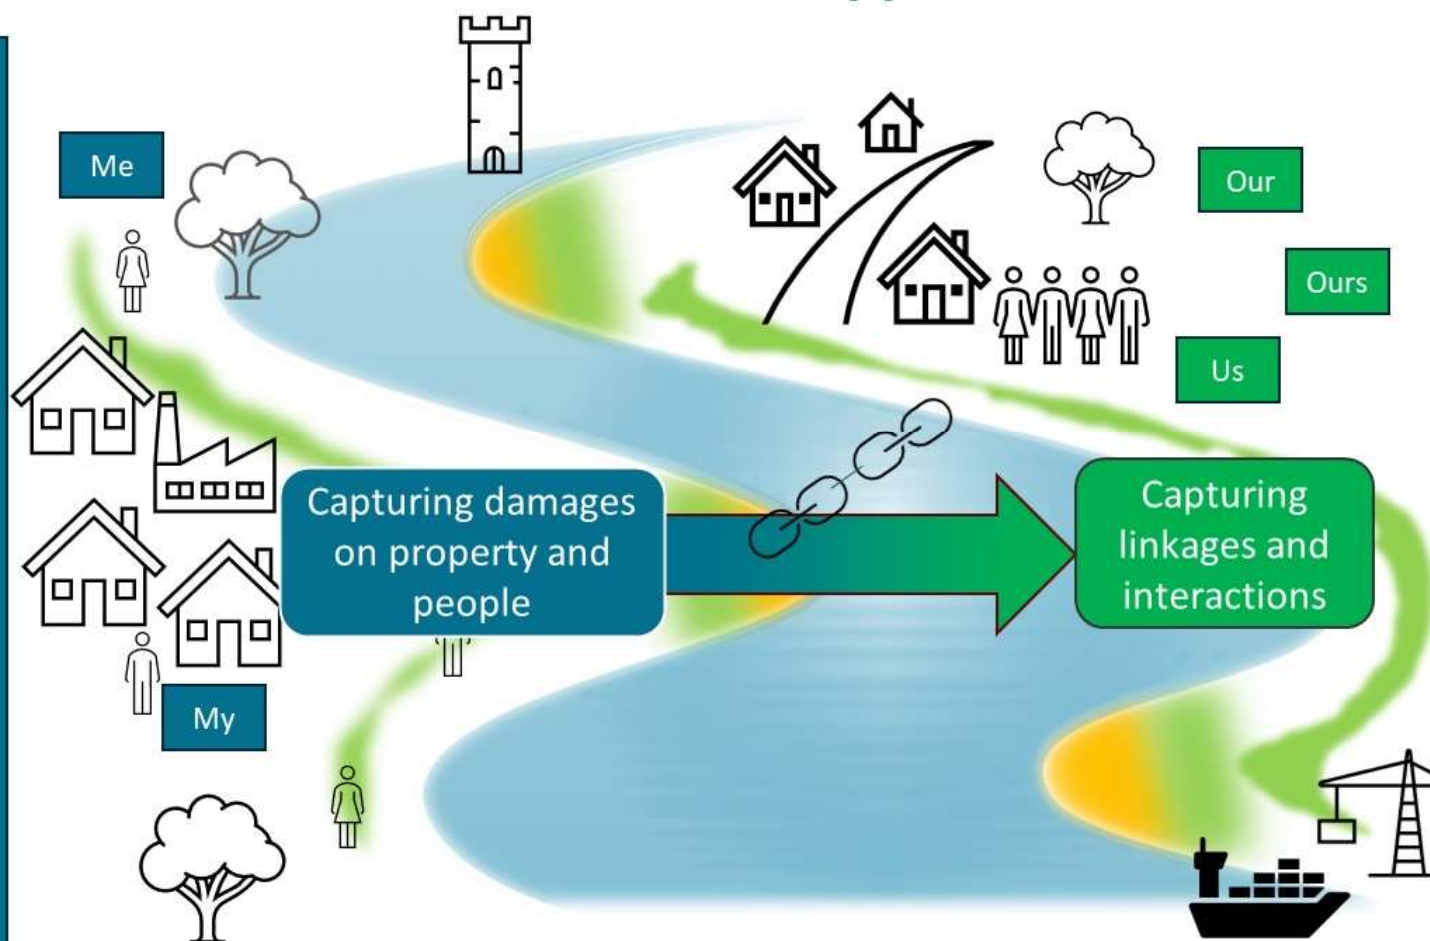 Me
Our
Ours
Us
Capturing damages
on property and
people
Capturing
linkages and
interactions
My